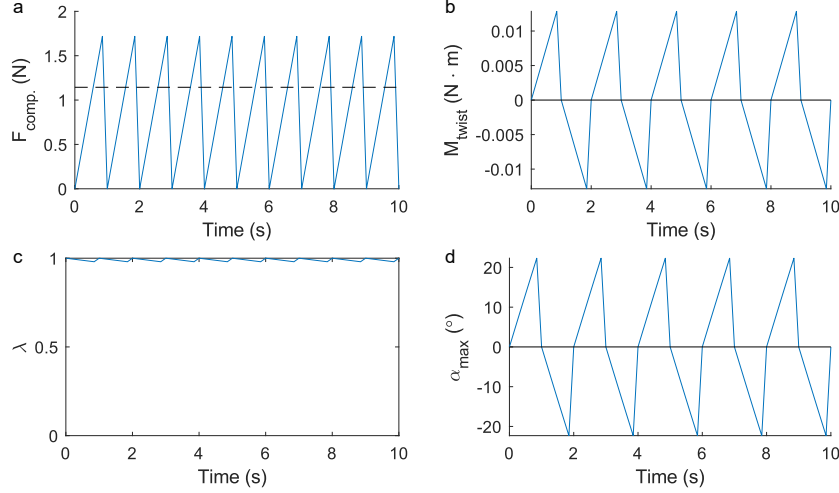 a
2
1.5
1
0.5
0
F_comp. (N)
0 2 4 6 8 10
Time (s)
b
0.01
0.005
0
-0.005
-0.01
M_twist (N · m)
0 2 4 6 8 10
Time (s)
c
1
0.5
0
λ
0 2 4 6 8 10
Time (s)
d
20
10
0
-10
-20
α_max (°)
0 2 4 6 8 10
Time (s)